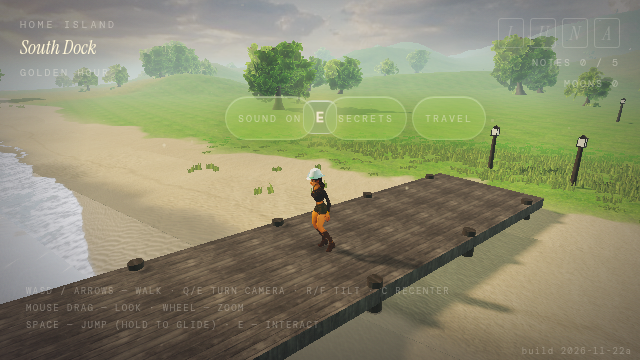 HOME ISLAND
South Dock
GOLDEN HOUR
L U N A
NOTES 0 / 5
MOONS 0
SOUND ON E SECRETS TRAVEL
WASD / ARROWS - WALK · Q/E TURN CAMERA · R/F TILT · C RECENTER
MOUSE DRAG - LOOK · WHEEL - ZOOM
SPACE - JUMP (HOLD TO GLIDE) · E - INTERACT
build 2026-11-22a